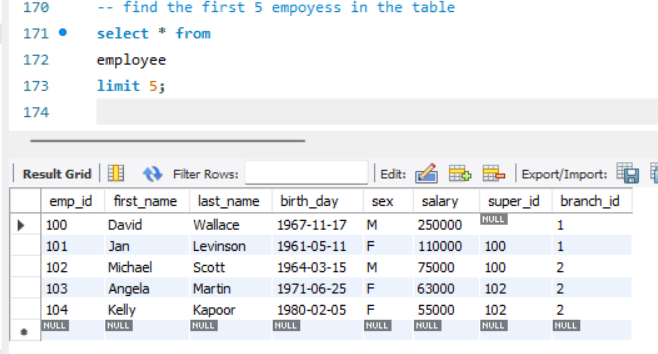 170 -- find the first 5 empoyess in the table
171 select * from
172 employee
173 limit 5;
174
Result Grid Filter Rows: Edit: Export/Import:
emp_id first_name last_name birth_day sex salary super_id branch_id
100 David Wallace 1967-11-17 M 250000 NULL 1
101 Jan Levinson 1961-05-11 F 110000 100 1
102 Michael Scott 1964-03-15 M 75000 100 2
103 Angela Martin 1971-06-25 F 63000 102 2
104 Kelly Kapoor 1980-02-05 F 55000 102 2
NULL NULL NULL NULL NULL NULL NULL NULL